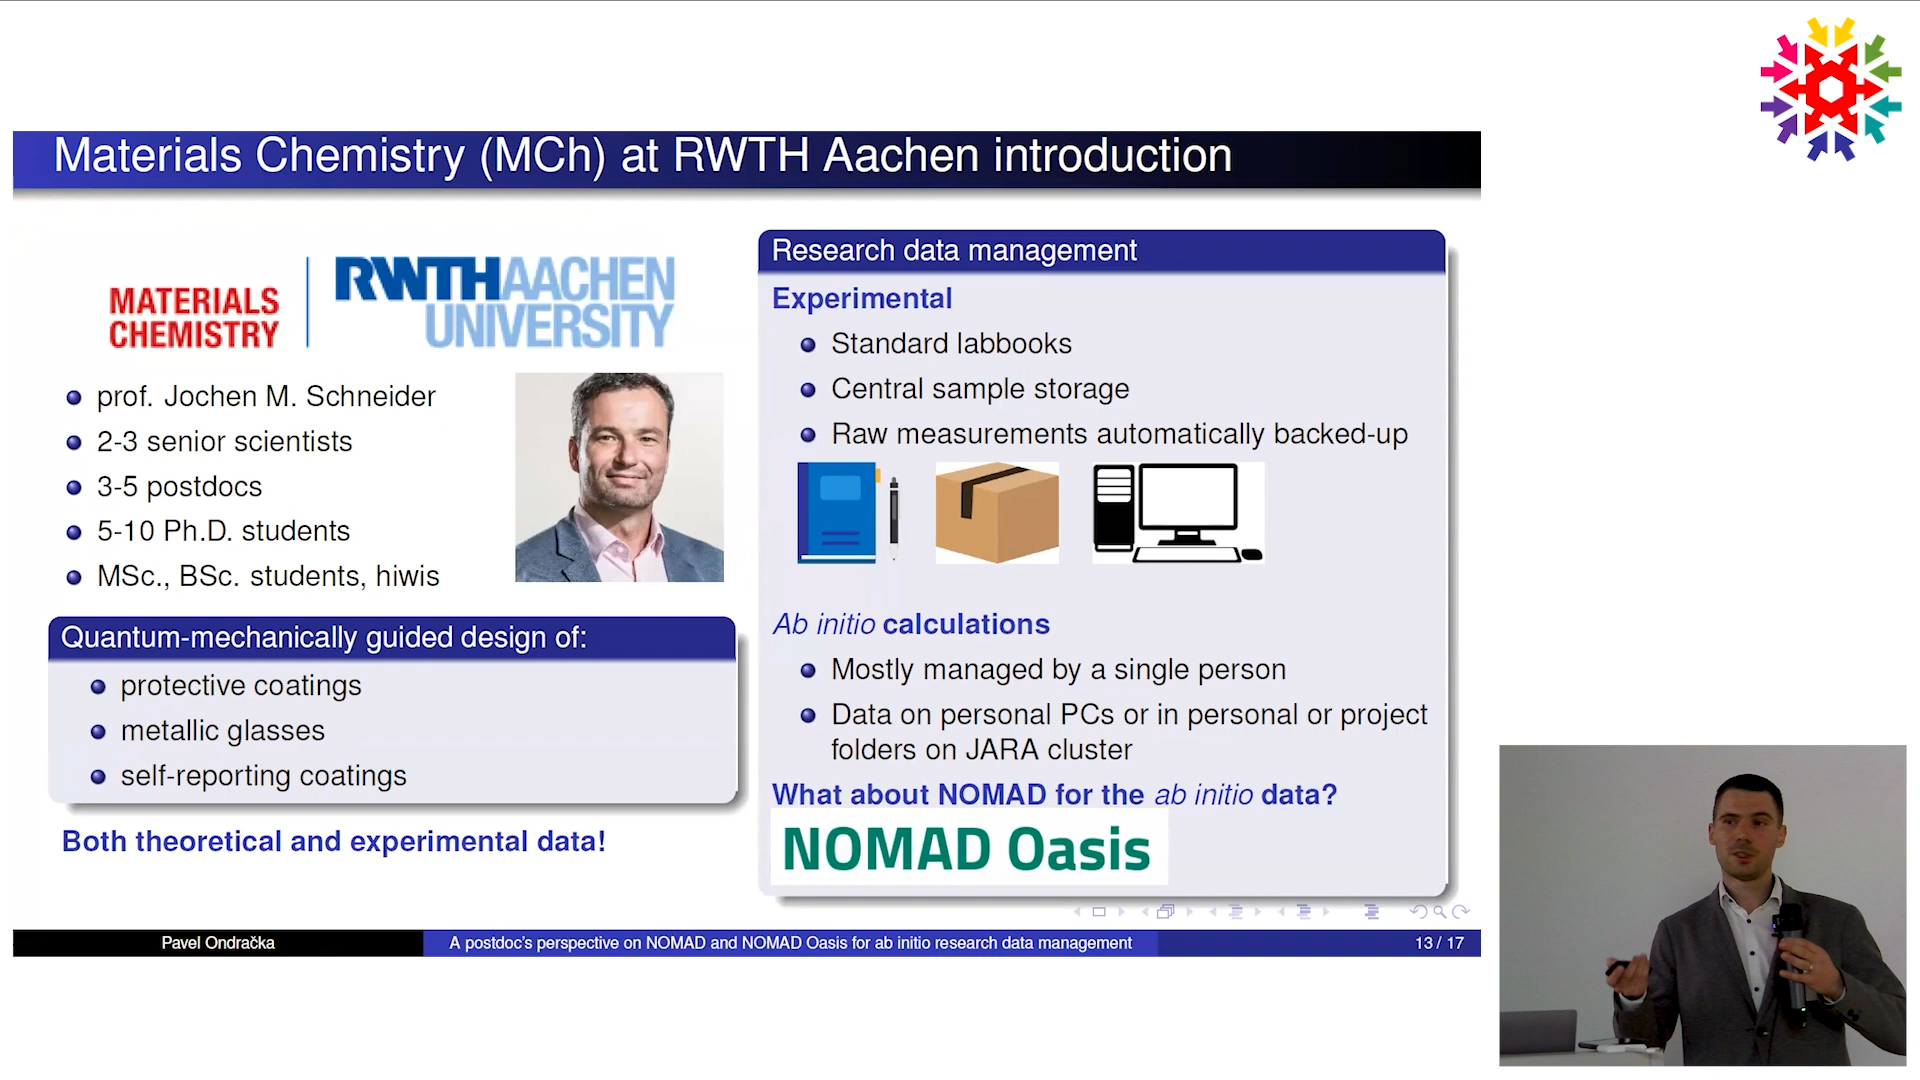 Materials Chemistry (MCh) at RWTH Aachen introduction
MATERIALS
CHEMISTRY
RWTHAACHEN
UNIVERSITY
prof. Jochen M. Schneider
2-3 senior scientists
3-5 postdocs
5-10 Ph.D. students
MSc., BSc. students, hiwis
Quantum-mechanically guided design of:
protective coatings
metallic glasses
self-reporting coatings
Both theoretical and experimental data!
Research data management
Experimental
Standard labbooks
Central sample storage
Raw measurements automatically backed-up
Ab initio calculations
Mostly managed by a single person
Data on personal PCs or in personal or project
folders on JARA cluster
What about NOMAD for the ab initio data?
NOMAD Oasis
Pavel Ondračka
A postdoc's perspective on NOMAD and NOMAD Oasis for ab initio research data management
13 / 17